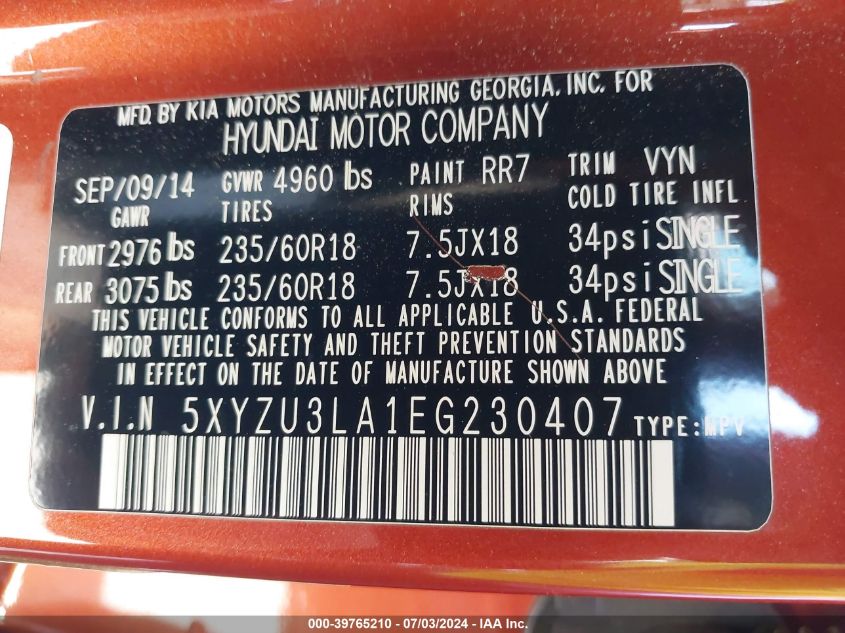 MFD. BY KIA MOTORS MANUFACTURING GEORGIA, INC. FOR
HYUNDAI MOTOR COMPANY
SEP/09/14 GVWR 4960 lbs PAINT RR7 TRIM VYN
GAWR TIRES RIMS COLD TIRE INFL
FRONT 2976 lbs 235/60R18 7.5JX18 34psi SINGLE
REAR 3075 lbs 235/60R18 7.5JX18 34psi SINGLE
THIS VEHICLE CONFORMS TO ALL APPLICABLE U.S.A. FEDERAL
MOTOR VEHICLE SAFETY AND THEFT PREVENTION STANDARDS
IN EFFECT ON THE DATE OF MANUFACTURE SHOWN ABOVE
V.I.N 5XYZU3LA1EG230407 TYPE:MPV
000-39765210 - 07/03/2024 - IAA Inc.